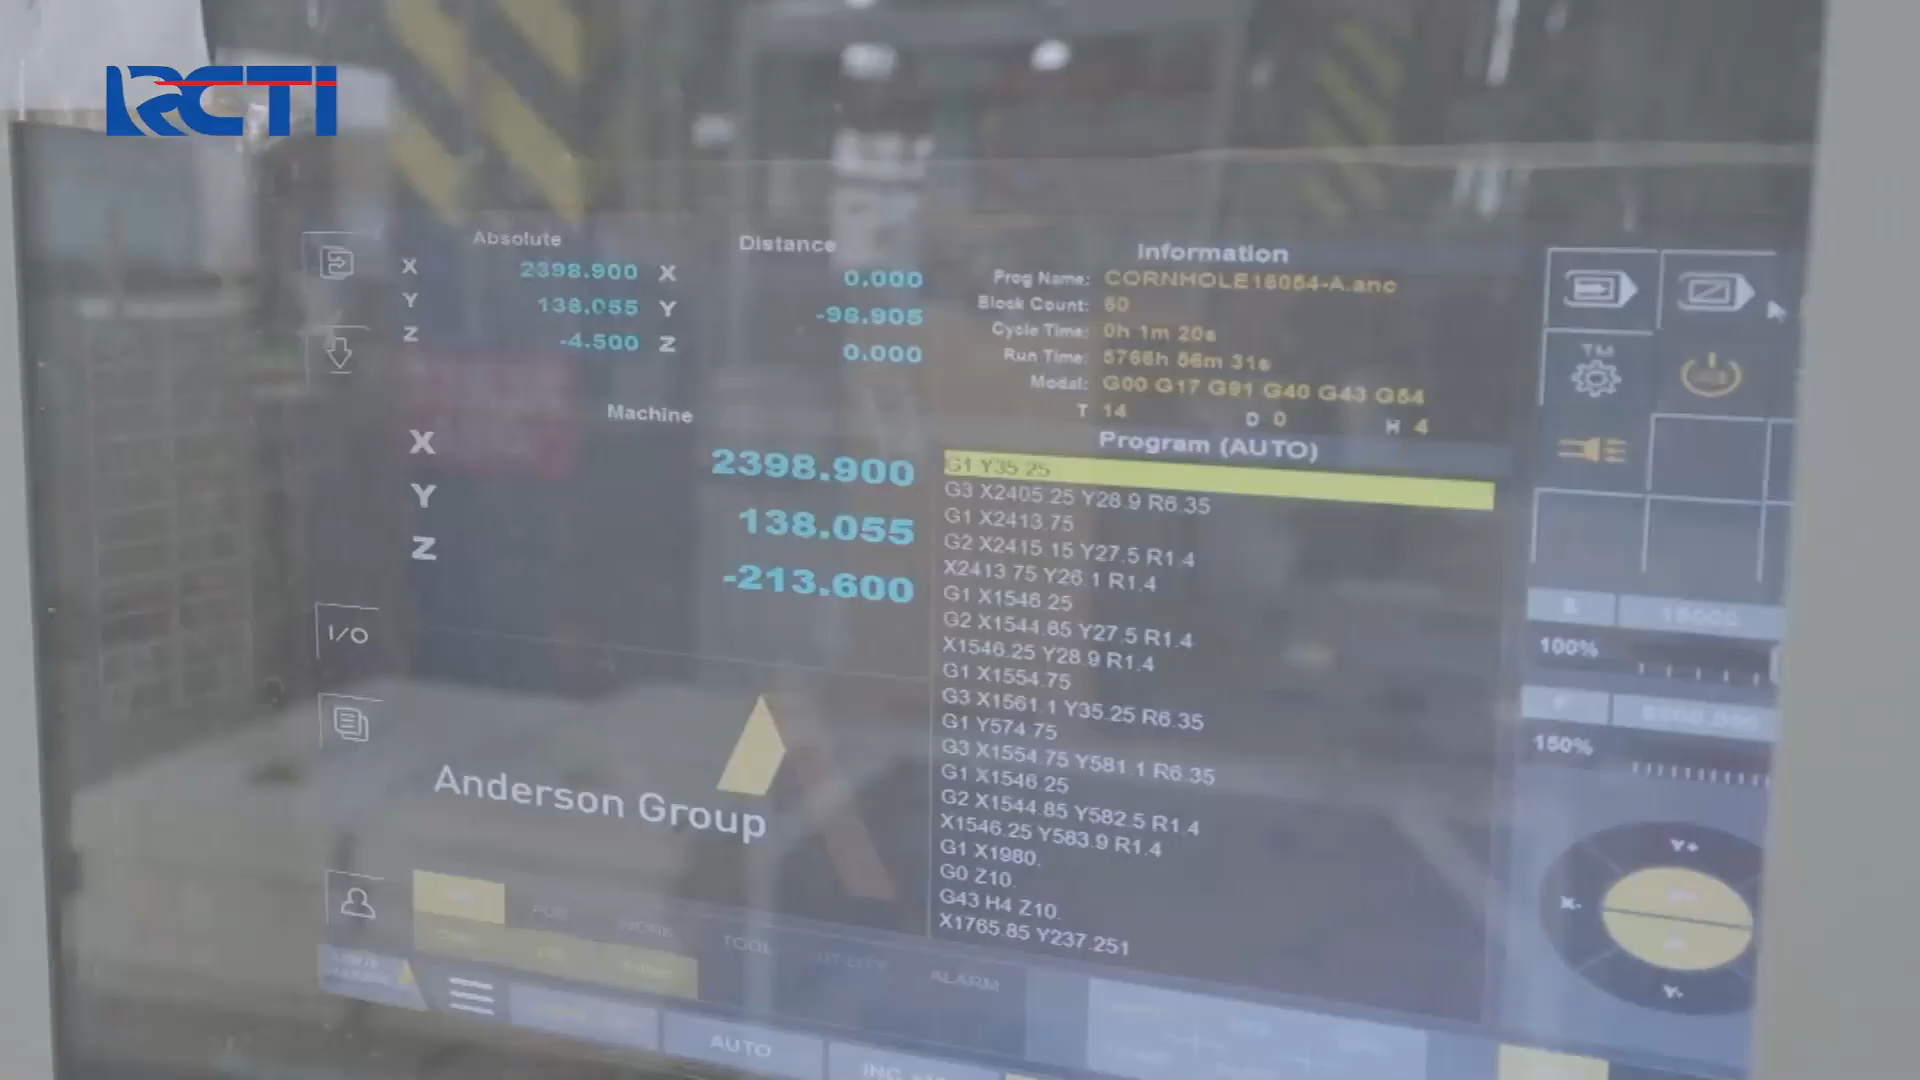 RCTI
Absolute
X 2398.900
Y 138.055
Z -4.500
Distance
X 0.000
Y -98.905
Z 0.000
Information
Prog Name: CORNHOLE16054-A.anc
Block Count: 60
Cycle Time: 0h 1m 20s
Run Time: 5766h 56m 31s
Modal: G00 G17 G91 G40 G43 G54
T 14 D 0 H 4
Machine
X 2398.900
Y 138.055
Z -213.600
Program (AUTO)
G1 Y35.25
G3 X2405.25 Y28.9 R6.35
G1 X2413.75
G2 X2415.15 Y27.5 R1.4
X2413.75 Y26.1 R1.4
G1 X1546.25
G2 X1544.85 Y27.5 R1.4
X1546.25 Y28.9 R1.4
G1 X1554.75
G3 X1561.1 Y35.25 R6.35
G1 Y574.75
G3 X1554.75 Y581.1 R6.35
G1 X1546.25
G2 X1544.85 Y582.5 R1.4
X1546.25 Y583.9 R1.4
G1 X1980.
G0 Z10.
G43 H4 Z10.
X1765.85 Y237.251
I/O
Anderson Group
TM
100%
150%
Y+
X-
Y-
WORK
TOOL
UTILITY
ALARM
AUTO